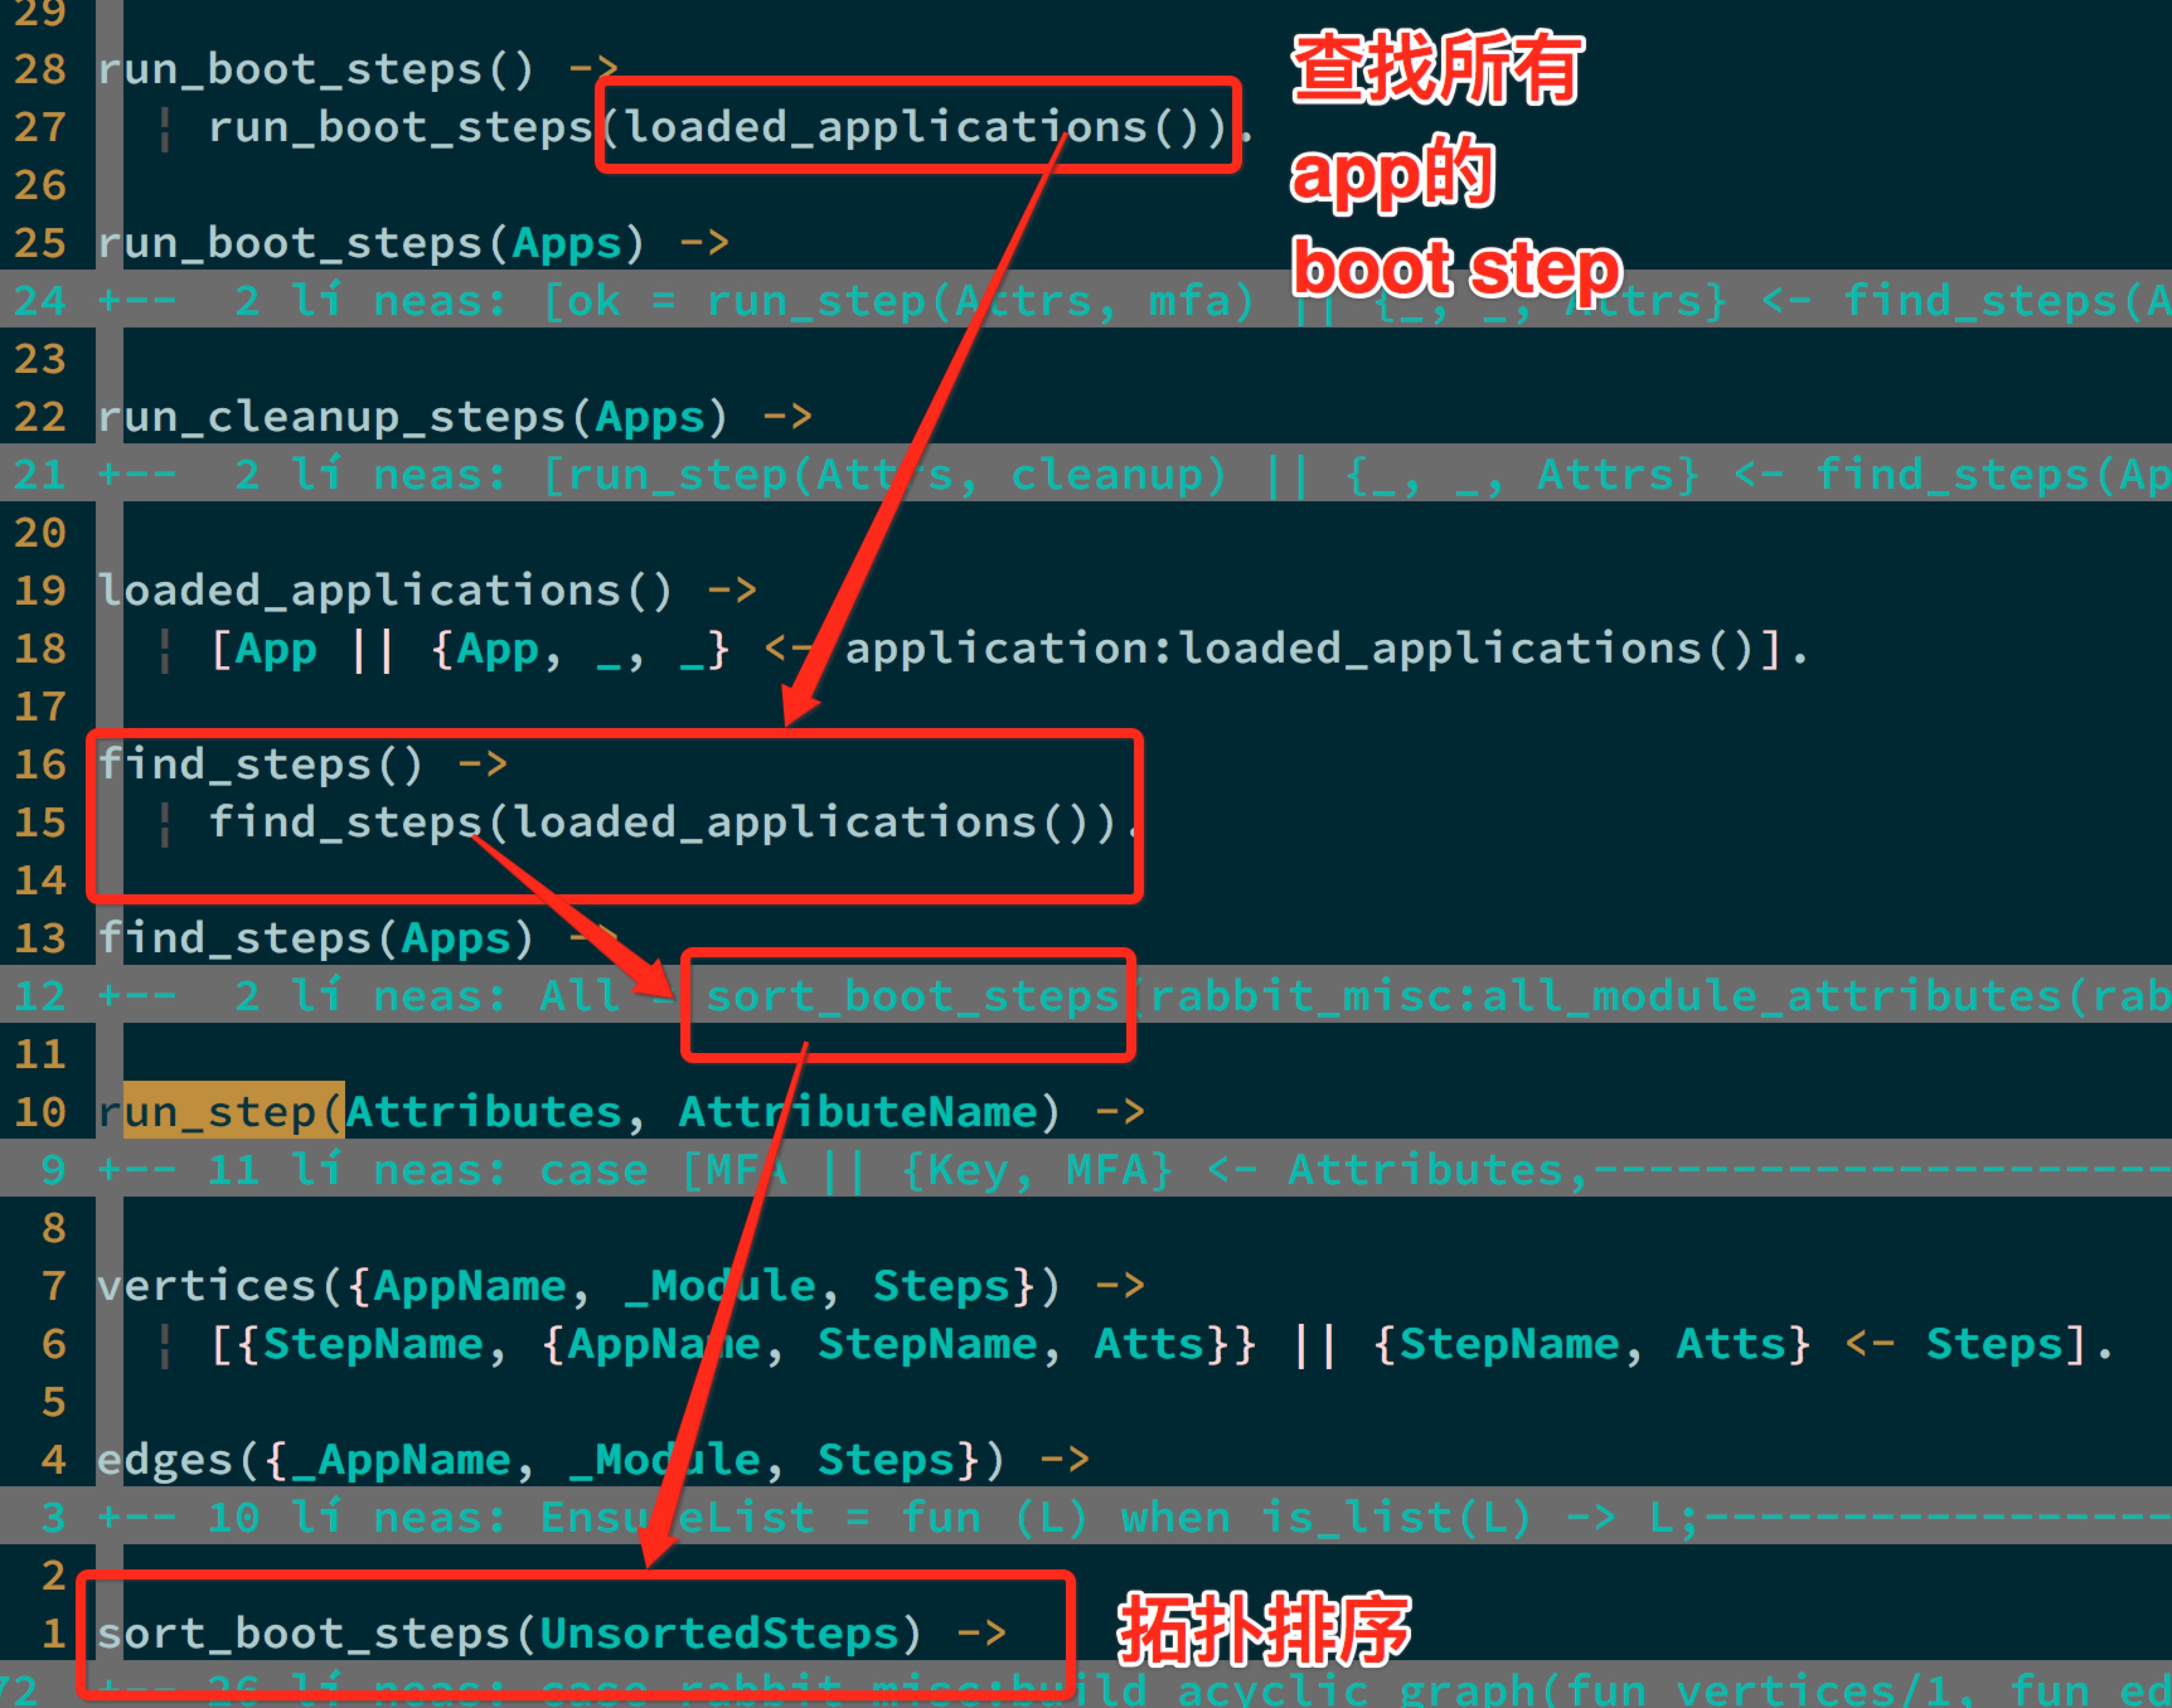 29
28 run_boot_steps() ->
27 ¦ run_boot_steps(loaded_applications()).
26
25 run_boot_steps(Apps) ->
24 +-- 2 lí neas: [ok = run_step(Attrs, mfa) || {_, _, Attrs} <- find_steps(A
23
22 run_cleanup_steps(Apps) ->
21 +-- 2 lí neas: [run_step(Attrs, cleanup) || {_, _, Attrs} <- find_steps(Ap
20
19 loaded_applications() ->
18 ¦ [App || {App, _, _} <- application:loaded_applications()].
17
16 find_steps() ->
15 ¦ find_steps(loaded_applications()).
14
13 find_steps(Apps) ->
12 +-- 2 lí neas: All = sort_boot_steps(rabbit_misc:all_module_attributes(rab
11
10 run_step(Attributes, AttributeName) ->
9 +-- 11 lí neas: case [MFA || {Key, MFA} <- Attributes,---------------------
8
7 vertices({AppName, _Module, Steps}) ->
6 ¦ [{StepName, {AppName, StepName, Atts}} || {StepName, Atts} <- Steps].
5
4 edges({_AppName, _Module, Steps}) ->
3 +-- 10 lí neas: EnsureList = fun (L) when is_list(L) -> L;-----------------
2
1 sort_boot_steps(UnsortedSteps) ->
72 +-- 26 lí neas: case rabbit_misc:build_acyclic_graph(fun vertices/1, fun ed
查找所有
app的
boot step
拓扑排序